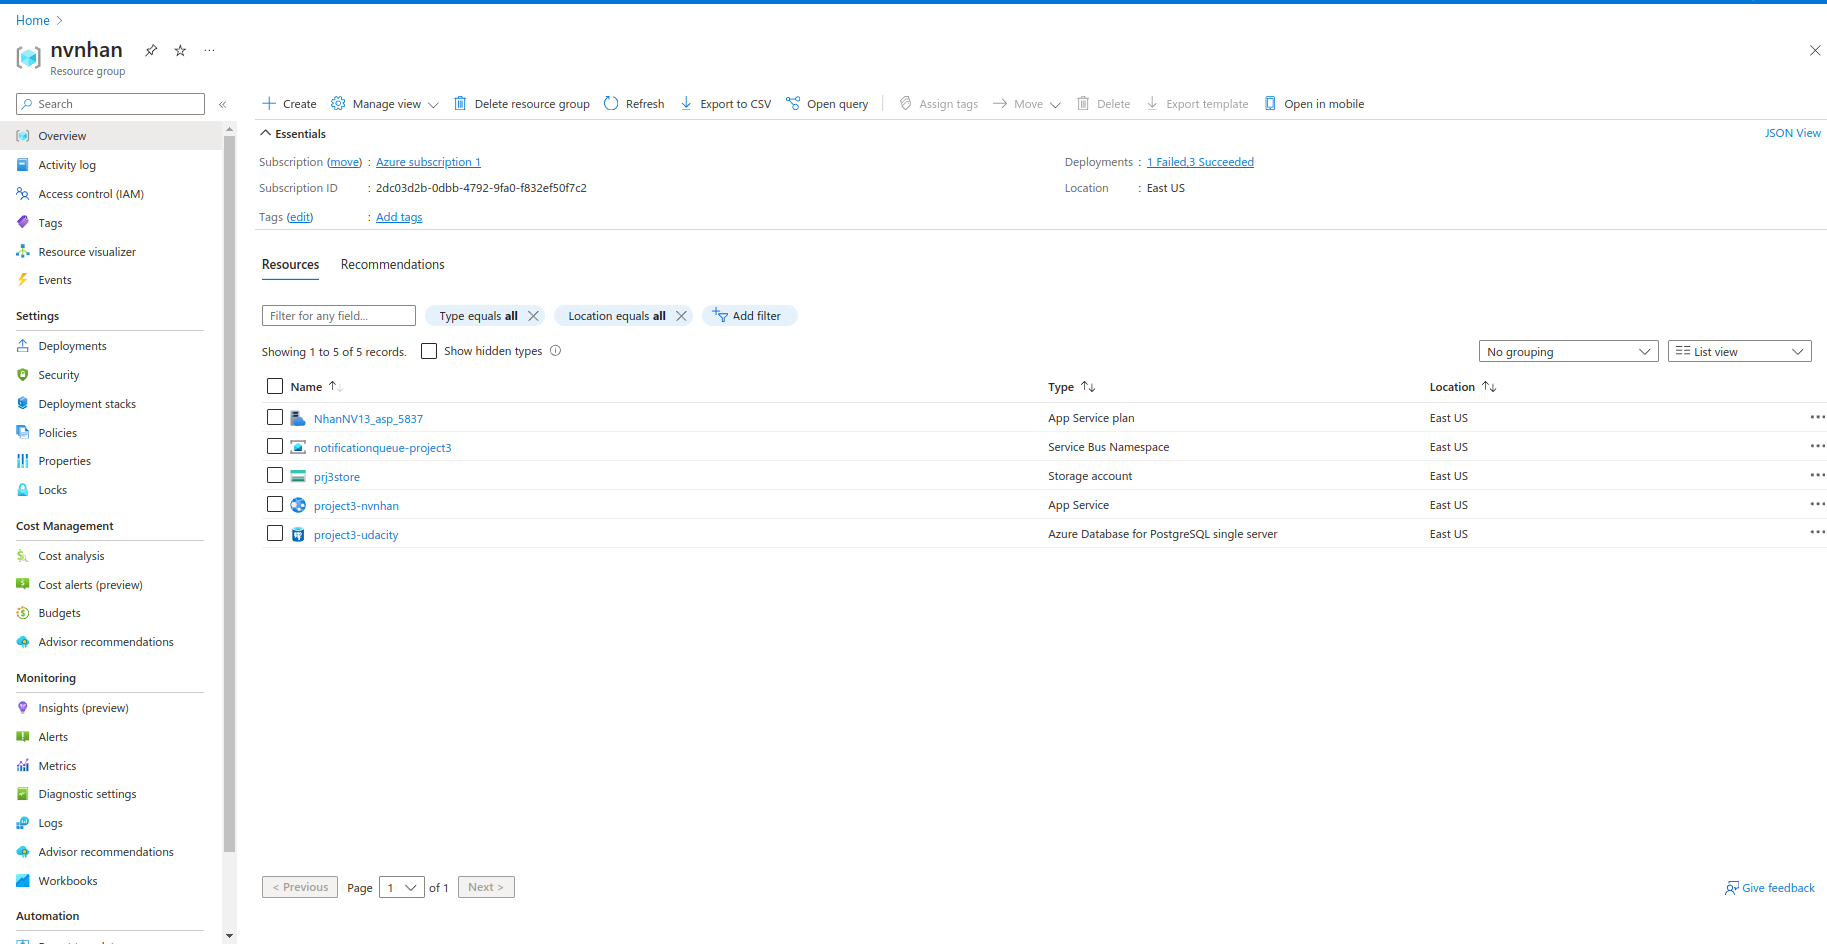 Home
nvnhan
Resource group
Search
Create Manage view Delete resource group Refresh Export to CSV Open query Assign tags Move Delete Export template Open in mobile
Overview
Activity log
Access control (IAM)
Tags
Resource visualizer
Events
Settings
Deployments
Security
Deployment stacks
Policies
Properties
Locks
Cost Management
Cost analysis
Cost alerts (preview)
Budgets
Advisor recommendations
Monitoring
Insights (preview)
Alerts
Metrics
Diagnostic settings
Logs
Advisor recommendations
Workbooks
Automation
Essentials
JSON View
Subscription (move) : Azure subscription 1
Subscription ID : 2dc03d2b-0dbb-4792-9fa0-f832ef50f7c2
Tags (edit) : Add tags
Deployments : 1 Failed,3 Succeeded
Location : East US
Resources Recommendations
Filter for any field... Type equals all Location equals all Add filter
Showing 1 to 5 of 5 records. Show hidden types No grouping List view
Name Type Location
NhanNV13_asp_5837 App Service plan East US
notificationqueue-project3 Service Bus Namespace East US
prj3store Storage account East US
project3-nvnhan App Service East US
project3-udacity Azure Database for PostgreSQL single server East US
< Previous Page 1 of 1 Next >
Give feedback